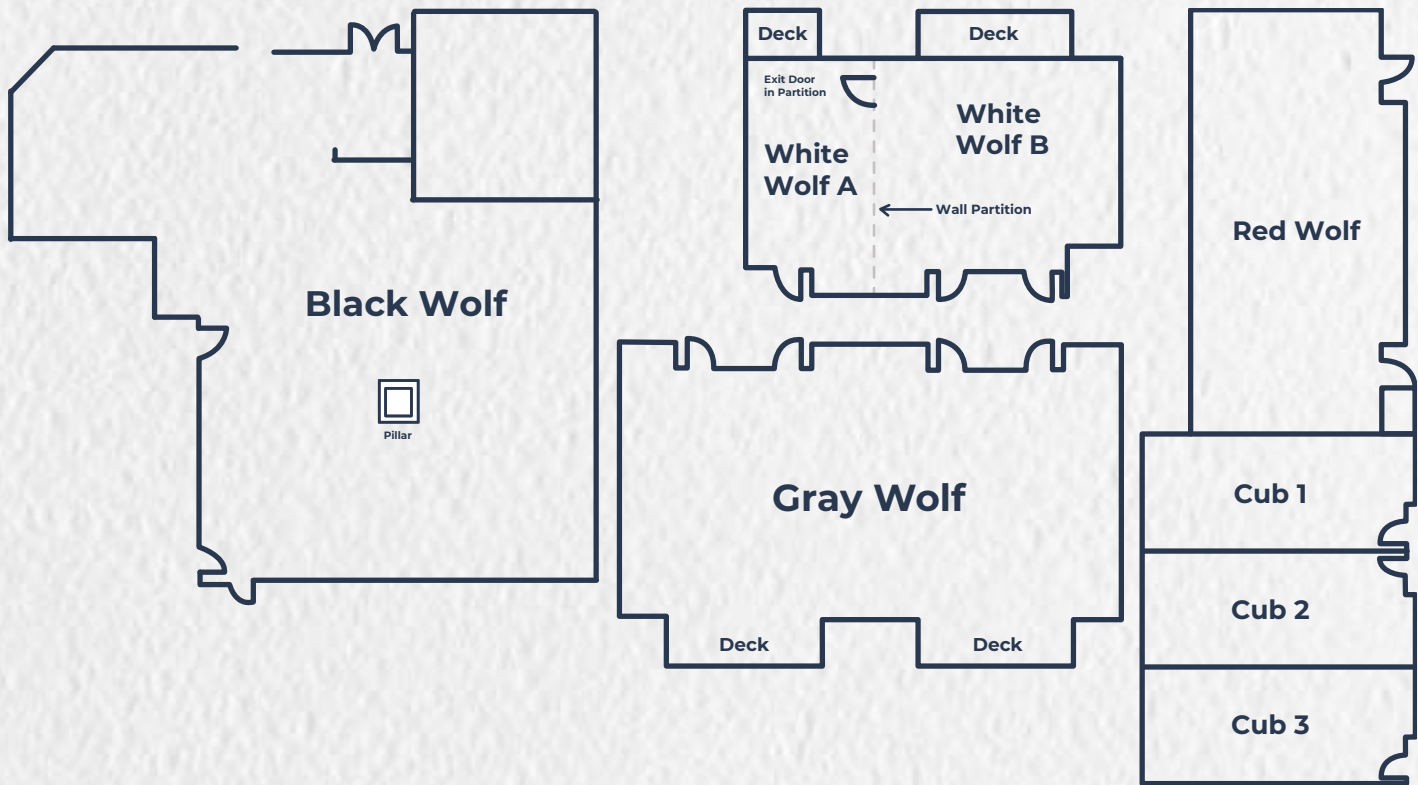 Deck
Deck
Exit Door
in Partition
White
Wolf B
White
Wolf A
Wall Partition
Red Wolf
Black Wolf
Pillar
Gray Wolf
Cub 1
Cub 2
Deck
Deck
Cub 3